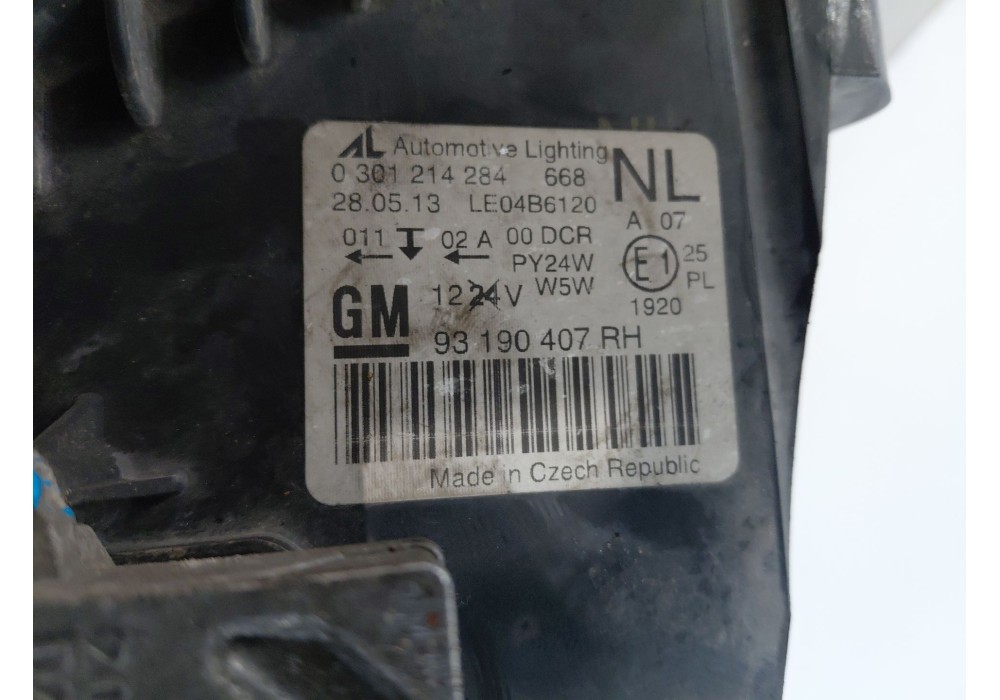 AL Automotive Lighting
0 301 214 284 668 NL
28.05.13 LE04B6120 A 07
011 02 A 00 DCR E1 25
PY24W PL
GM 12 24V W5W 1920
93 190 407 RH
Made in Czech Republic